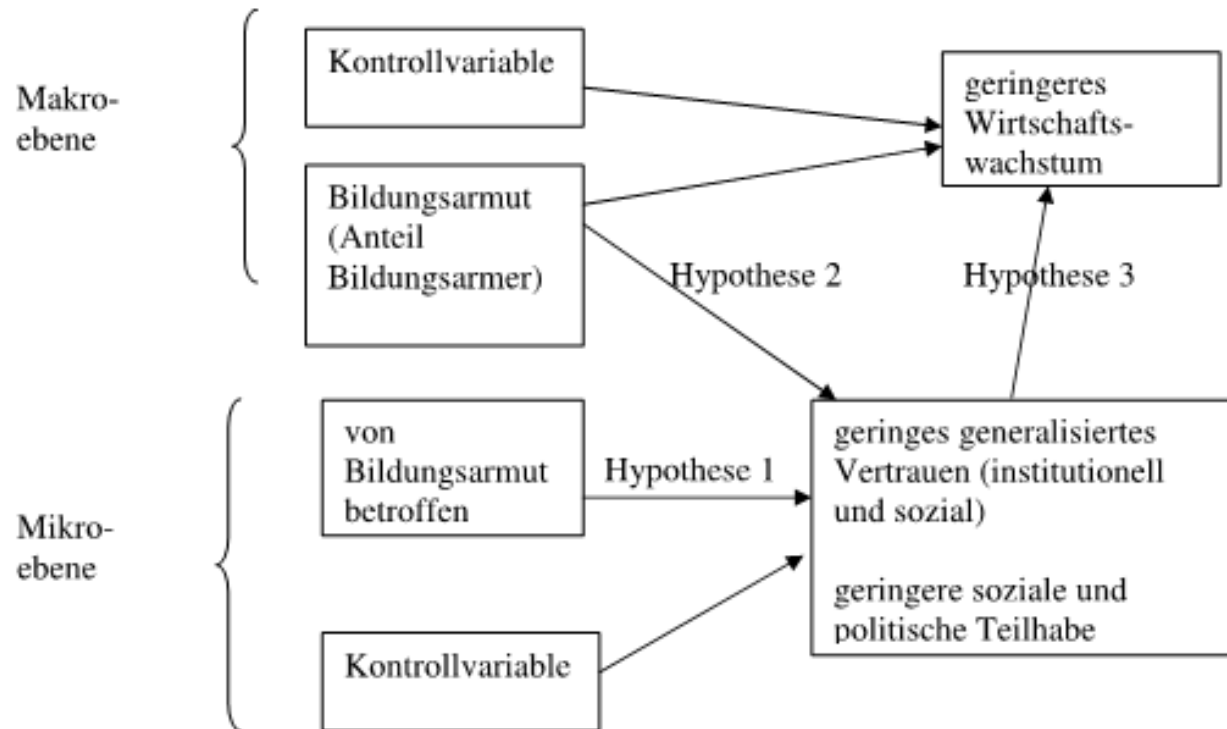 Makro-
ebene
Kontrollvariable
geringeres
Wirtschafts-
wachstum
Bildungsarmut
(Anteil
Bildungsarmer)
Hypothese 2
Hypothese 3
Mikro-
ebene
von
Bildungsarmut
betroffen
Hypothese 1
geringes generalisiertes
Vertrauen (institutionell
und sozial)
geringere soziale und
politische Teilhabe
Kontrollvariable